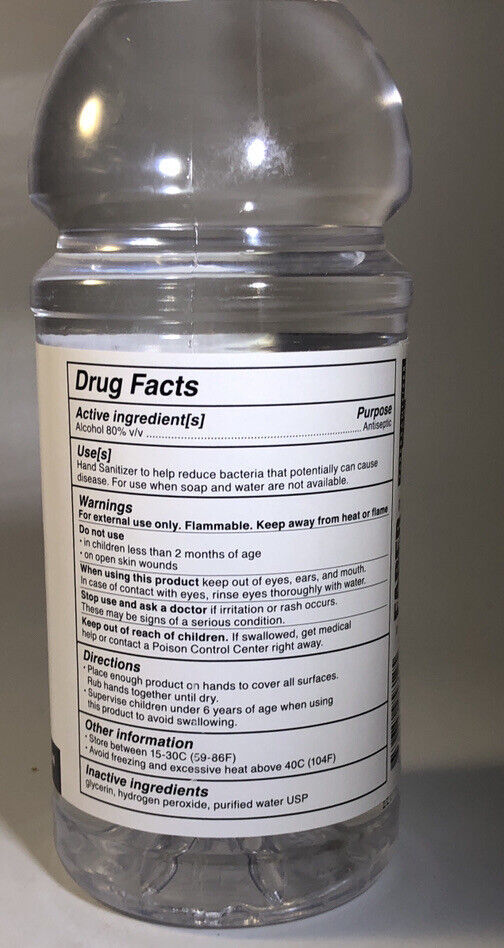 Drug Facts
Active ingredient[s] Purpose
Alcohol 80% v/v ........................................ Antiseptic
Use[s]
Hand Sanitizer to help reduce bacteria that potentially can cause
disease. For use when soap and water are not available.
Warnings
For external use only. Flammable. Keep away from heat or flame
Do not use
· in children less than 2 months of age
· on open skin wounds
When using this product keep out of eyes, ears, and mouth.
In case of contact with eyes, rinse eyes thoroughly with water.
Stop use and ask a doctor if irritation or rash occurs.
These may be signs of a serious condition.
Keep out of reach of children. If swallowed, get medical
help or contact a Poison Control Center right away.
Directions
· Place enough product on hands to cover all surfaces.
Rub hands together until dry.
· Supervise children under 6 years of age when using
this product to avoid swallowing.
Other information
· Store between 15-30C (59-86F)
· Avoid freezing and excessive heat above 40C (104F)
Inactive ingredients
glycerin, hydrogen peroxide, purified water USP